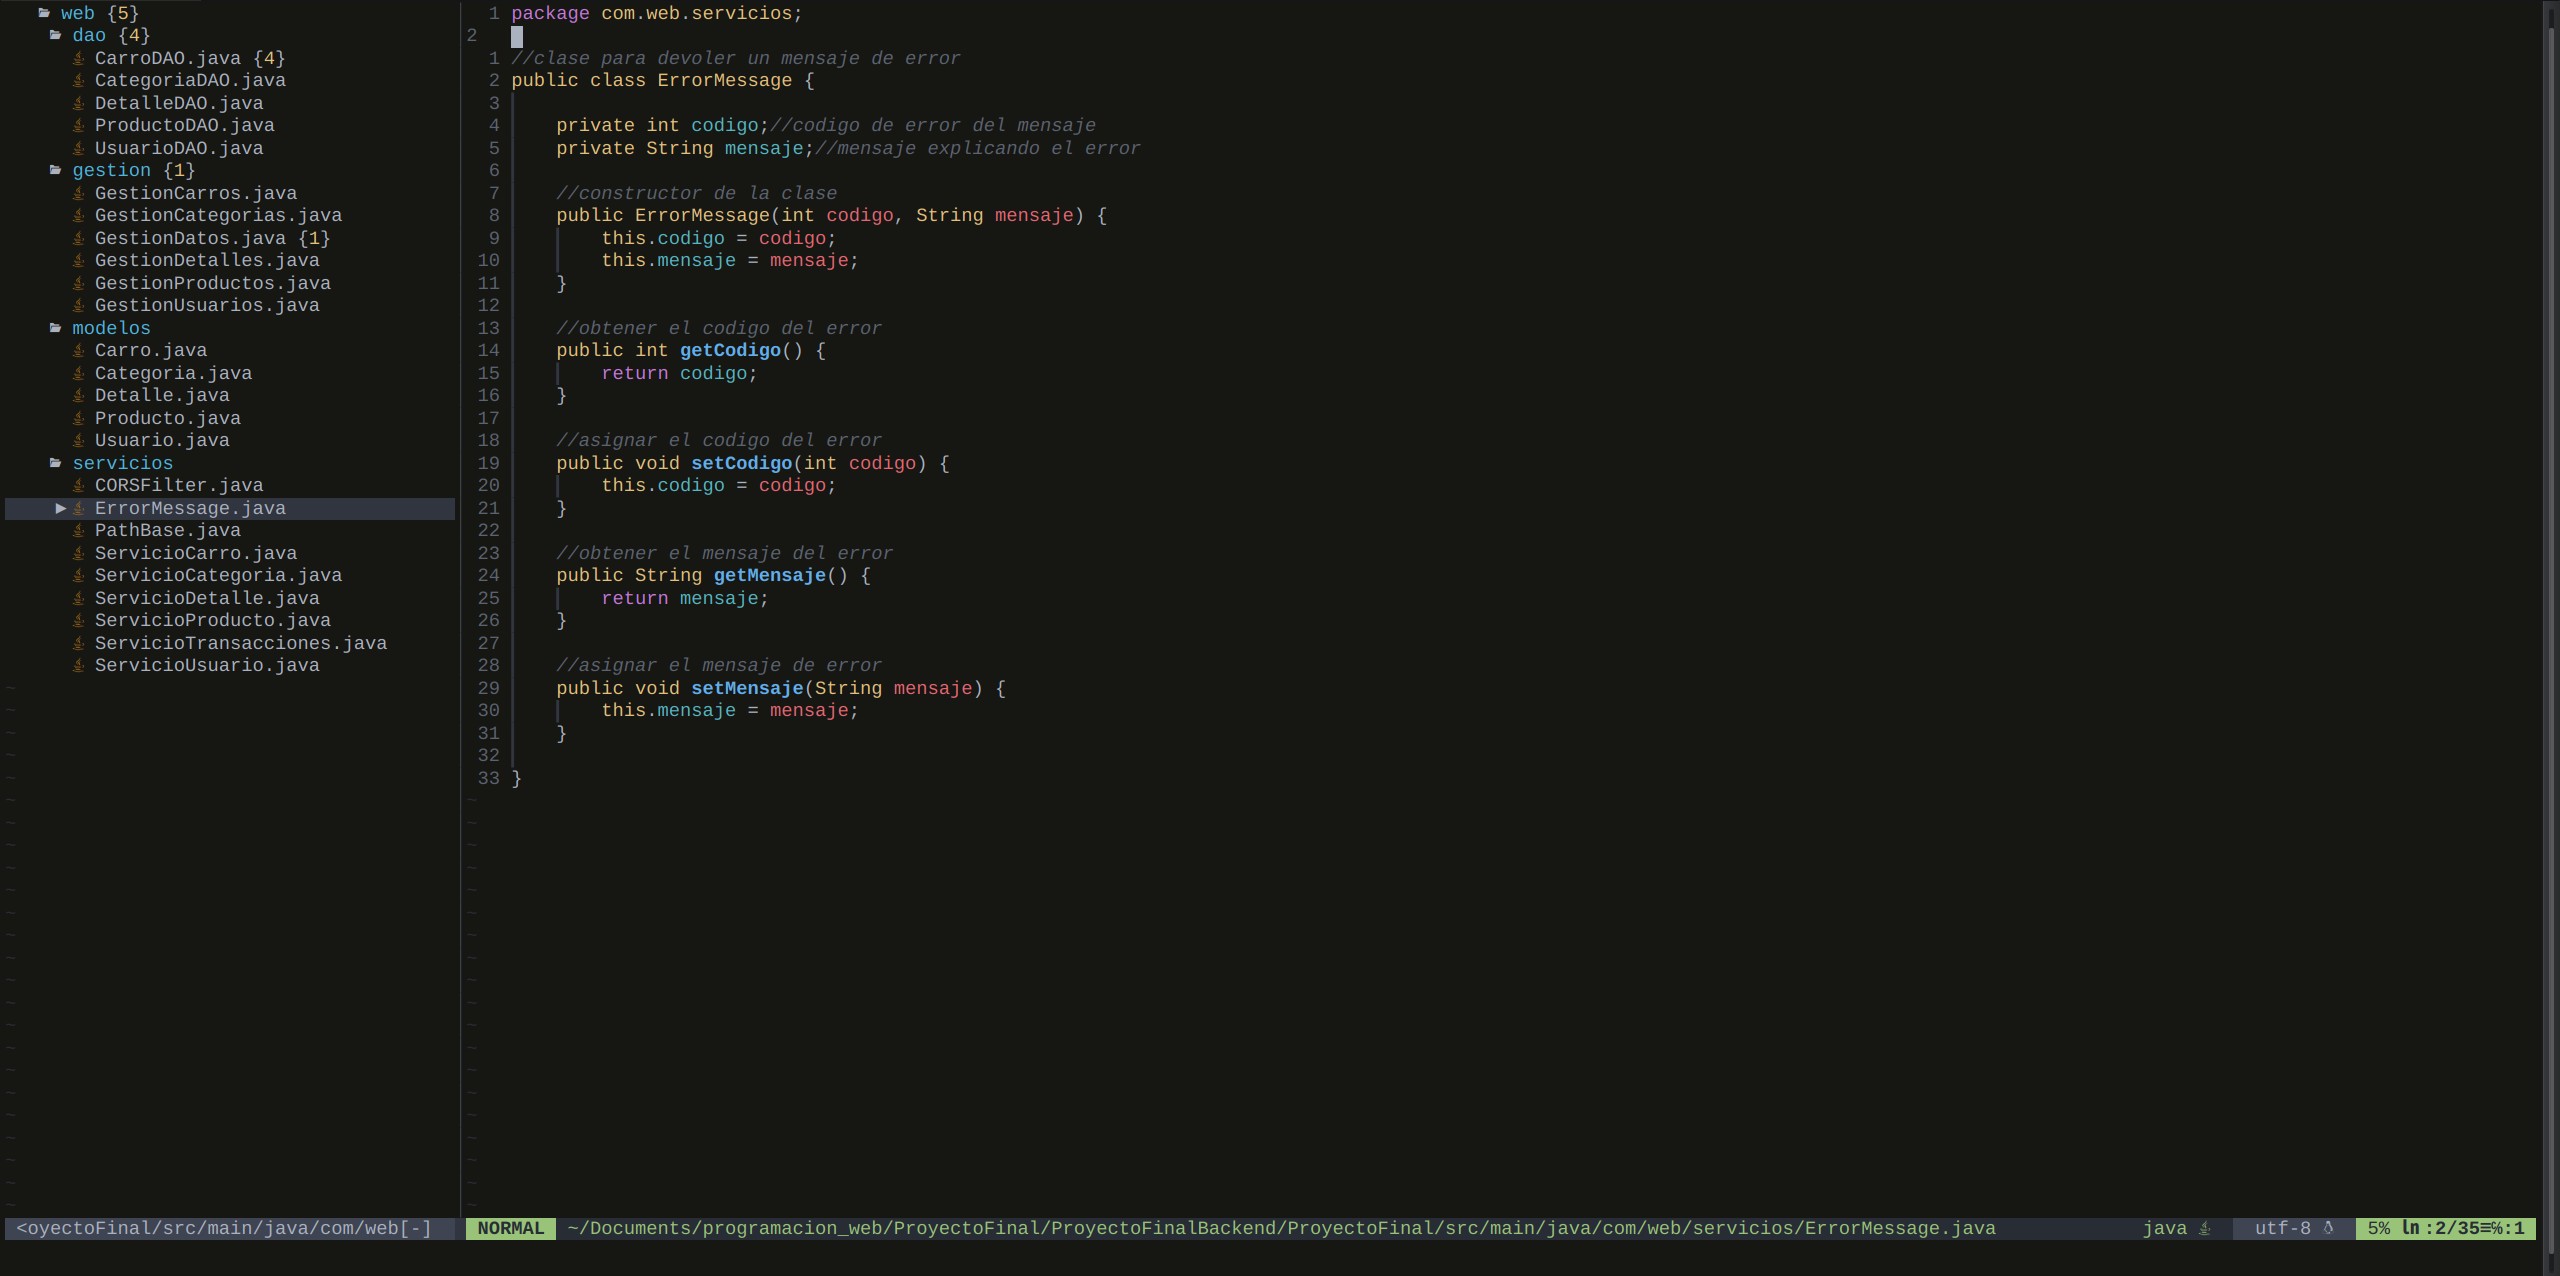 web {5}
dao {4}
CarroDAO.java {4}
CategoriaDAO.java
DetalleDAO.java
ProductoDAO.java
UsuarioDAO.java
gestion {1}
GestionCarros.java
GestionCategorias.java
GestionDatos.java {1}
GestionDetalles.java
GestionProductos.java
GestionUsuarios.java
modelos
Carro.java
Categoria.java
Detalle.java
Producto.java
Usuario.java
servicios
CORSFilter.java
▶ ErrorMessage.java
PathBase.java
ServicioCarro.java
ServicioCategoria.java
ServicioDetalle.java
ServicioProducto.java
ServicioTransacciones.java
ServicioUsuario.java
<oyectoFinal/src/main/java/com/web[-]
1 package com.web.servicios;
2
1 //clase para devoler un mensaje de error
2 public class ErrorMessage {
3
4     private int codigo;//codigo de error del mensaje
5     private String mensaje;//mensaje explicando el error
6
7     //constructor de la clase
8     public ErrorMessage(int codigo, String mensaje) {
9         this.codigo = codigo;
10         this.mensaje = mensaje;
11     }
12
13     //obtener el codigo del error
14     public int getCodigo() {
15         return codigo;
16     }
17
18     //asignar el codigo del error
19     public void setCodigo(int codigo) {
20         this.codigo = codigo;
21     }
22
23     //obtener el mensaje del error
24     public String getMensaje() {
25         return mensaje;
26     }
27
28     //asignar el mensaje de error
29     public void setMensaje(String mensaje) {
30         this.mensaje = mensaje;
31     }
32
33 }
NORMAL ~/Documents/programacion_web/ProyectoFinal/ProyectoFinalBackend/ProyectoFinal/src/main/java/com/web/servicios/ErrorMessage.java java utf-8 5% ln :2/35≡℅:1